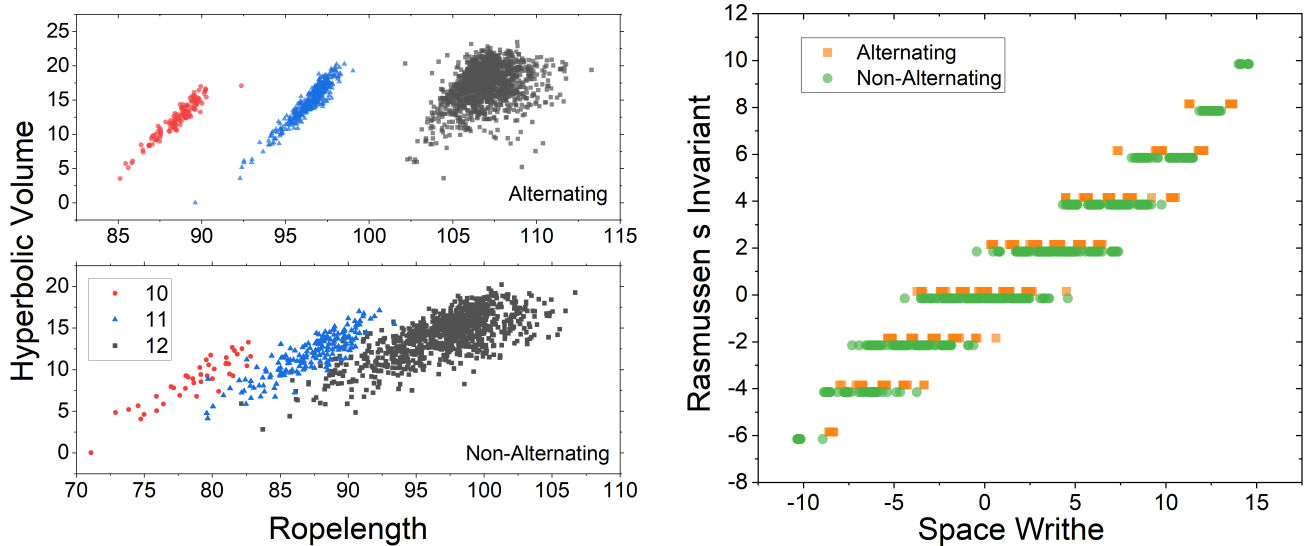 Hyperbolic Volume
25
20
15
10
5
0
Alternating
85 90 95 100 105 110 115
20
15
10
5
0
10
11
12
Non-Alternating
70 75 80 85 90 95 100 105 110
Ropelength
Rasmussen s Invariant
12
10
8
6
4
2
0
-2
-4
-6
-8
Alternating
Non-Alternating
-10 -5 0 5 10 15
Space Writhe